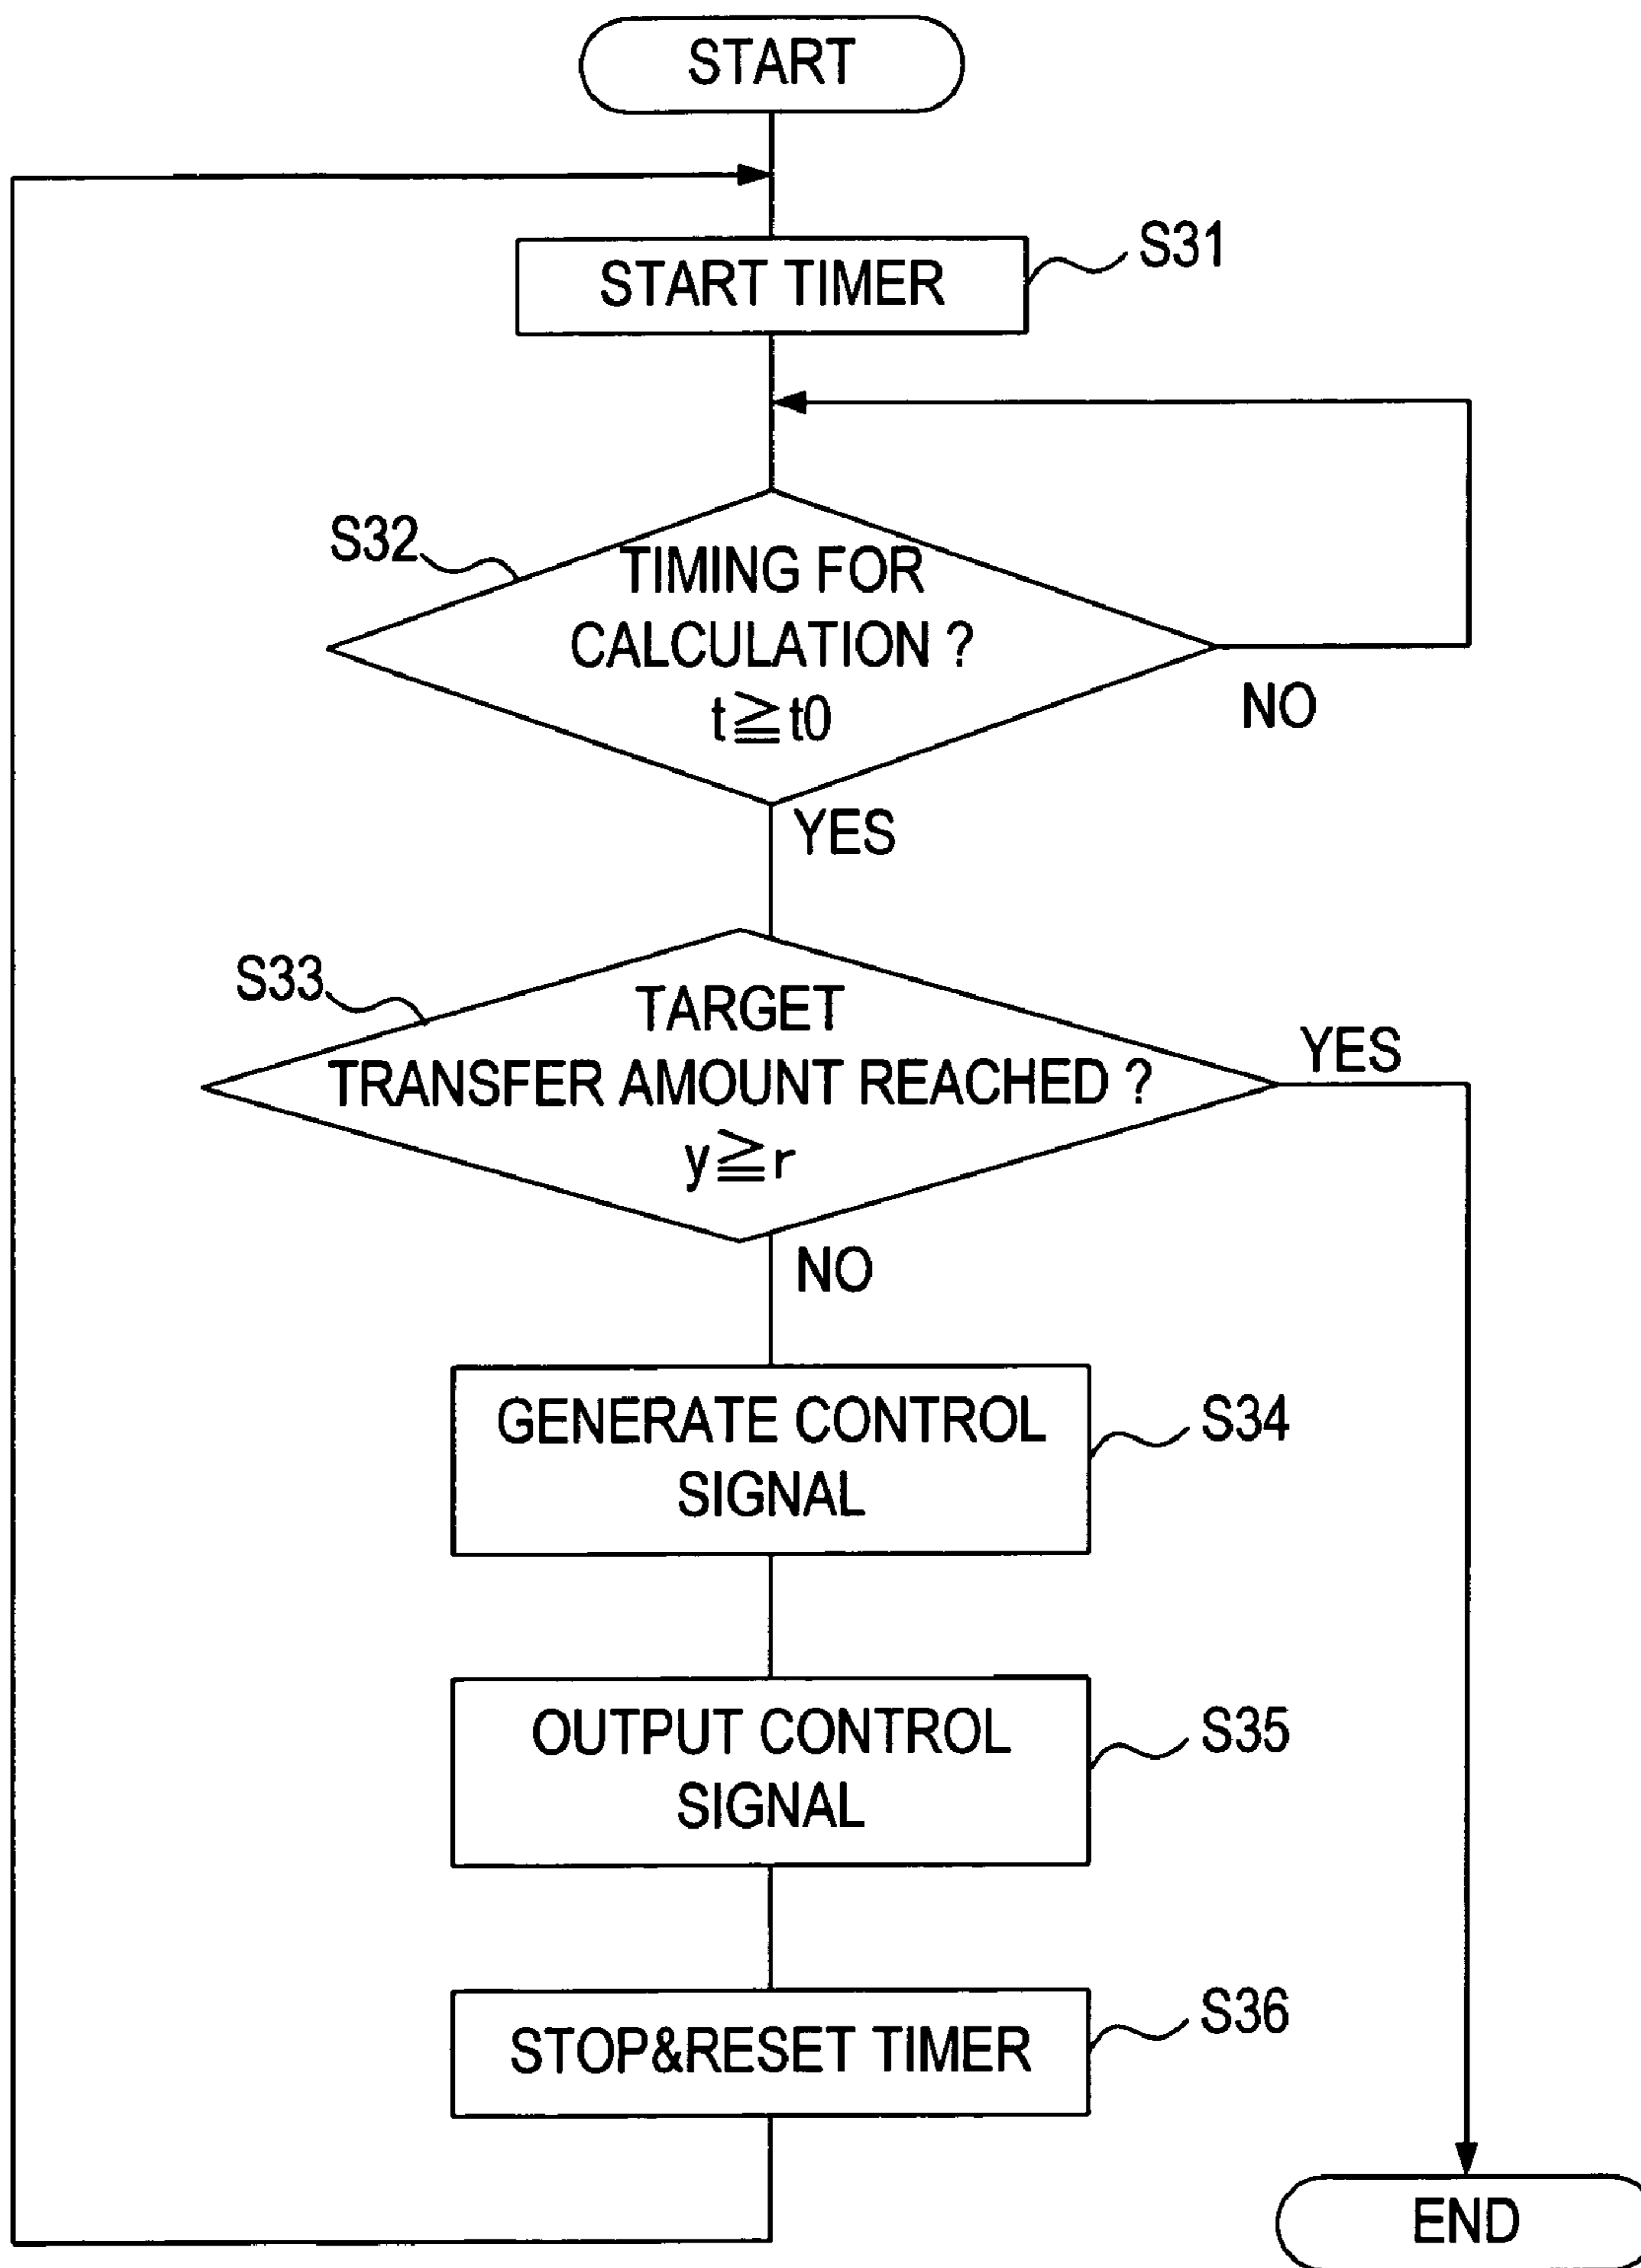 START
START TIMER
S31
S32
TIMING FOR
CALCULATION ?
t≧t0
NO
YES
S33
TARGET
TRANSFER AMOUNT REACHED ?
y≧r
YES
NO
GENERATE CONTROL
SIGNAL
S34
OUTPUT CONTROL
SIGNAL
S35
STOP&RESET TIMER
S36
END